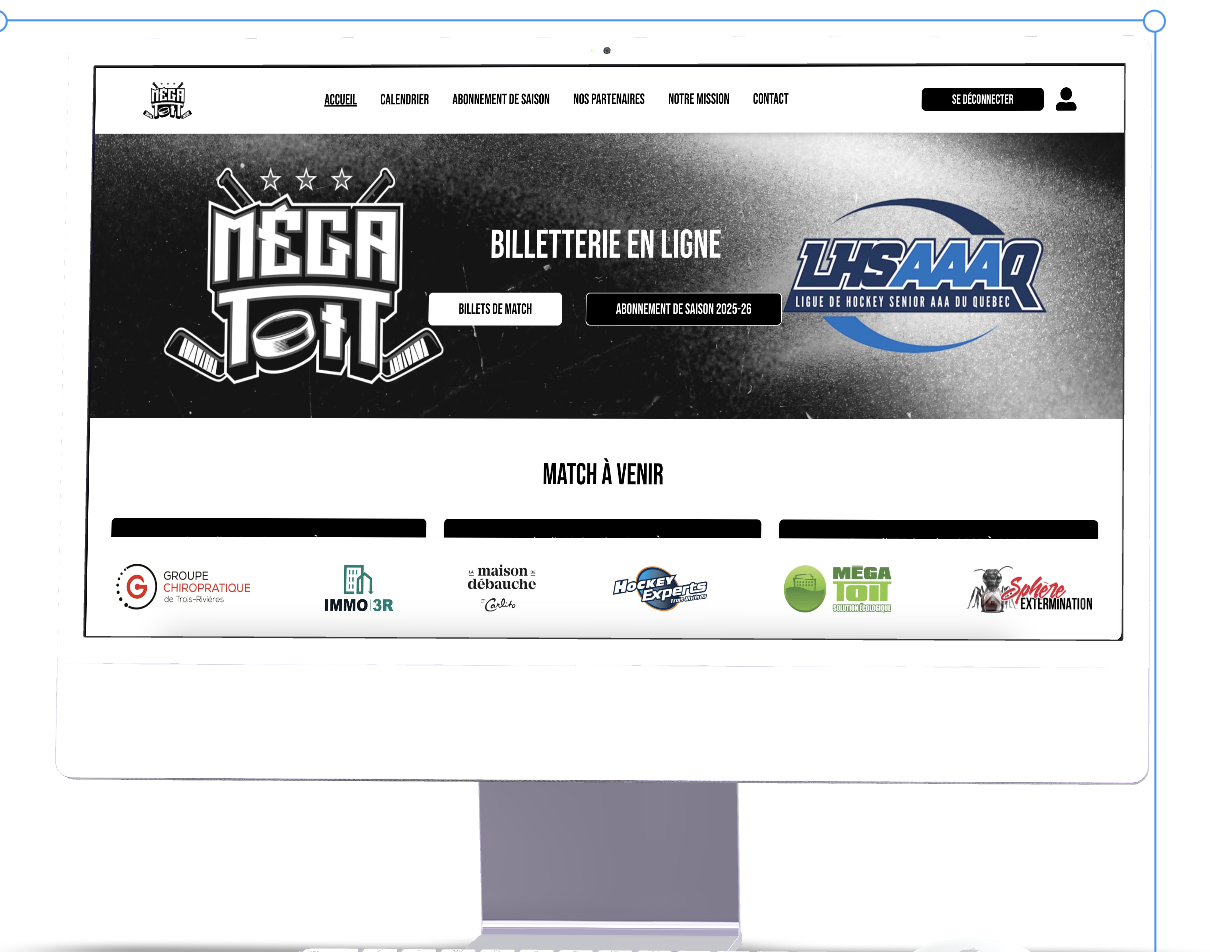 MÉGA
TOIT
ACCUEIL
CALENDRIER
ABONNEMENT DE SAISON
NOS PARTENAIRES
NOTRE MISSION
CONTACT
SE DÉCONNECTER
MÉGA
TOIT
BILLETTERIE EN LIGNE
BILLETS DE MATCH
ABONNEMENT DE SAISON 2025-26
LHSAAAQ
LIGUE DE HOCKEY SENIOR AAA DU QUEBEC
MATCH À VENIR
G
GROUPE
CHIROPRATIQUE
de Trois-Rivières
IMMO|3R
LA maison DE
débauche
Carlito
HOCKEY
Experts
MÉGA
TOIT
SOLUTION ÉCOLOGIQUE
Sphère
EXTERMINATION